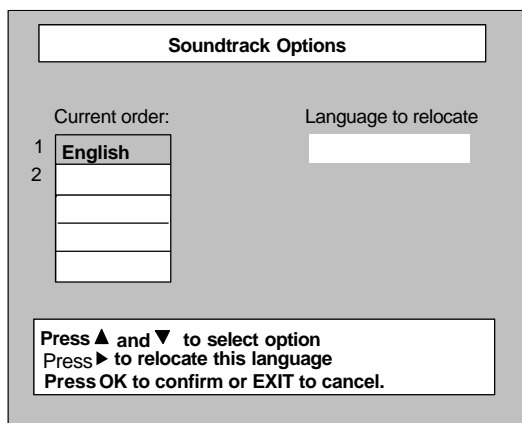 Soundtrack Options
Current order:
Language to relocate
1 English
2
Press ▲ and ▼ to select option
Press ▶ to relocate this language
Press OK to confirm or EXIT to cancel.